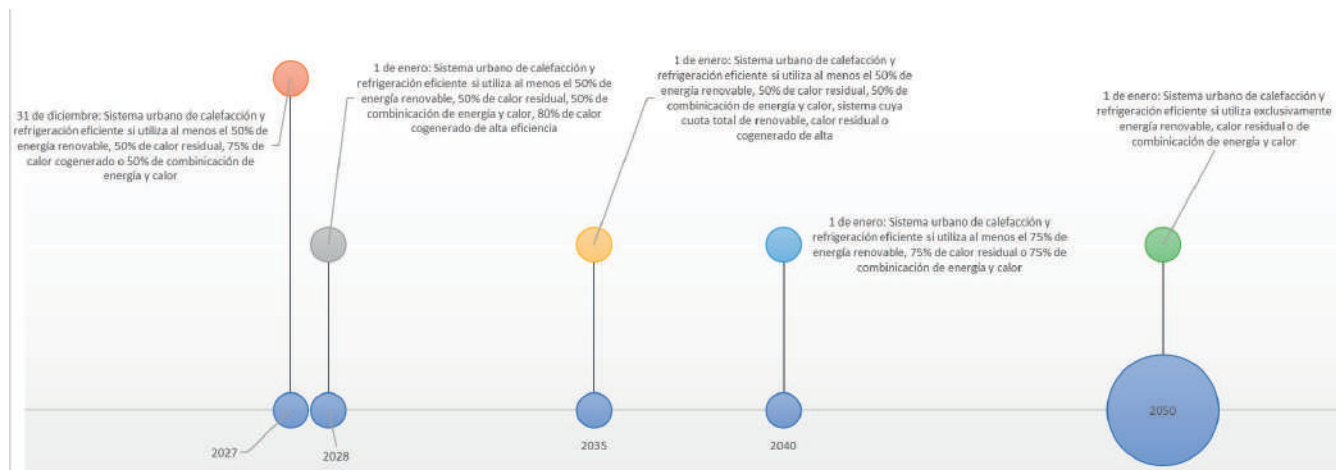 31 de diciembre: Sistema urbano de calefacción y
refrigeración eficiente si utiliza al menos el 50% de
energía renovable, 50% de calor residual, 75%
de calor cogenerado o 50% de combinicación de
energía y calor
1 de enero: Sistema urbano de calefacción y
refrigeración eficiente si utiliza al menos el 50% de
energía renovable, 50% de calor residual, 50% de
combinicación de energía y calor, 80% de calor
cogenerado de alta eficiencia
1 de enero: Sistema urbano de calefacción y
refrigeración eficiente si utiliza al menos el 50% de
energía renovable, 50% de calor residual, 50% de
combinicación de energía y calor, sistema cuya
cuota total de renovable, calor residual o
cogenerado de alta
1 de enero: Sistema urbano de calefacción y
refrigeración eficiente si utiliza al menos el 75% de
energía renovable, 75% de calor residual o 75% de
combinicación de energía y calor
1 de enero: Sistema urbano de calefacción y
refrigeración eficiente si utiliza exclusivamente
energía renovable, calor residual o de
combinicación de energía y calor
2027
2028
2035
2040
2050